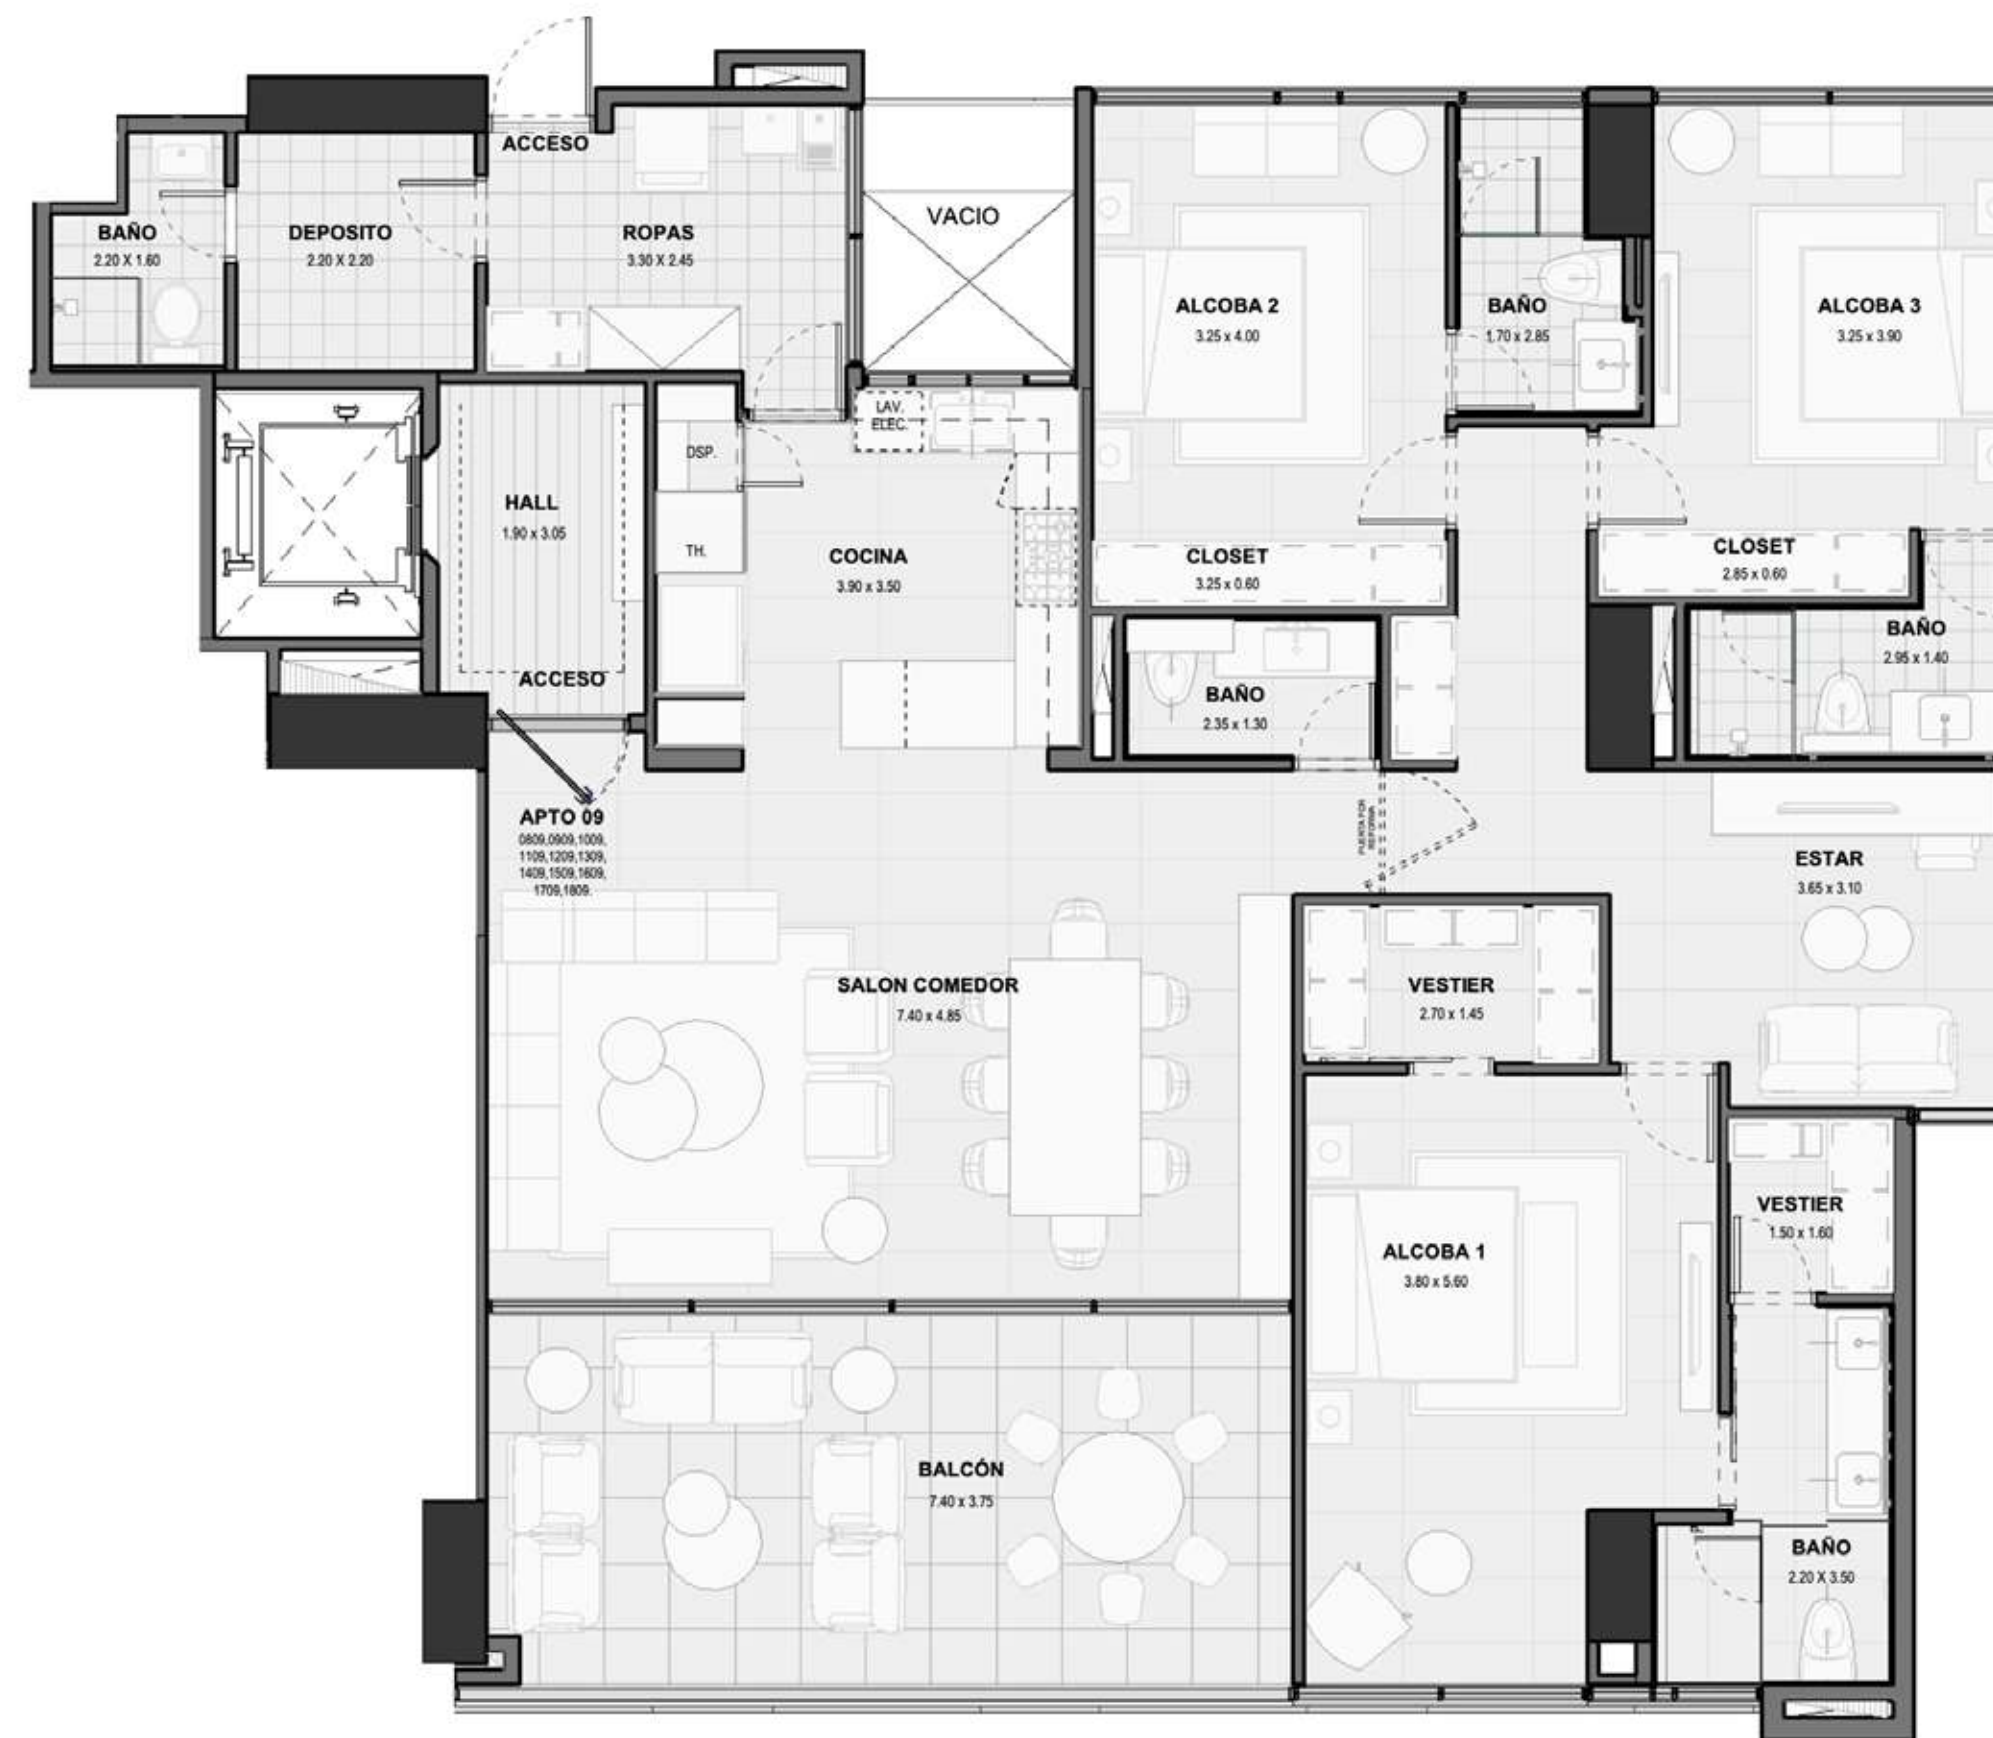 ACCESO
BAÑO
2.20 X 1.60
DEPOSITO
2.20 X 2.20
ROPAS
3.30 X 2.45
VACIO
ALCOBA 2
3.25 x 4.00
BAÑO
1.70 x 2.85
ALCOBA 3
3.25 x 3.90
LAV.
ELEC.
DSP.
HALL
1.90 x 3.05
TH.
COCINA
3.90 x 3.50
CLOSET
3.25 x 0.60
CLOSET
2.85 x 0.60
BAÑO
2.95 x 1.40
ACCESO
BAÑO
2.35 x 1.30
APTO 09
0809,0909,1009,
1109,1209,1309,
1409,1509,1609,
1709,1809.
PUERTA POR
REFORMA
ESTAR
3.65 x 3.10
SALON COMEDOR
7.40 x 4.85
VESTIER
2.70 x 1.45
VESTIER
1.50 x 1.60
ALCOBA 1
3.80 x 5.60
BALCÓN
7.40 x 3.75
BAÑO
2.20 X 3.50